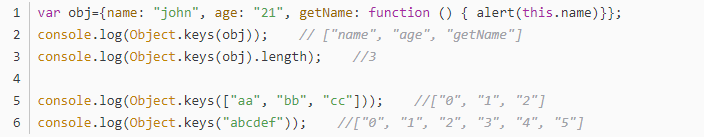 1 var obj={name: "john", age: "21", getName: function () { alert(this.name)}};
2 console.log(Object.keys(obj));    // ["name", "age", "getName"]
3 console.log(Object.keys(obj).length);    //3
4
5 console.log(Object.keys(["aa", "bb", "cc"]));    //["0", "1", "2"]
6 console.log(Object.keys("abcdef"));    //["0", "1", "2", "3", "4", "5"]